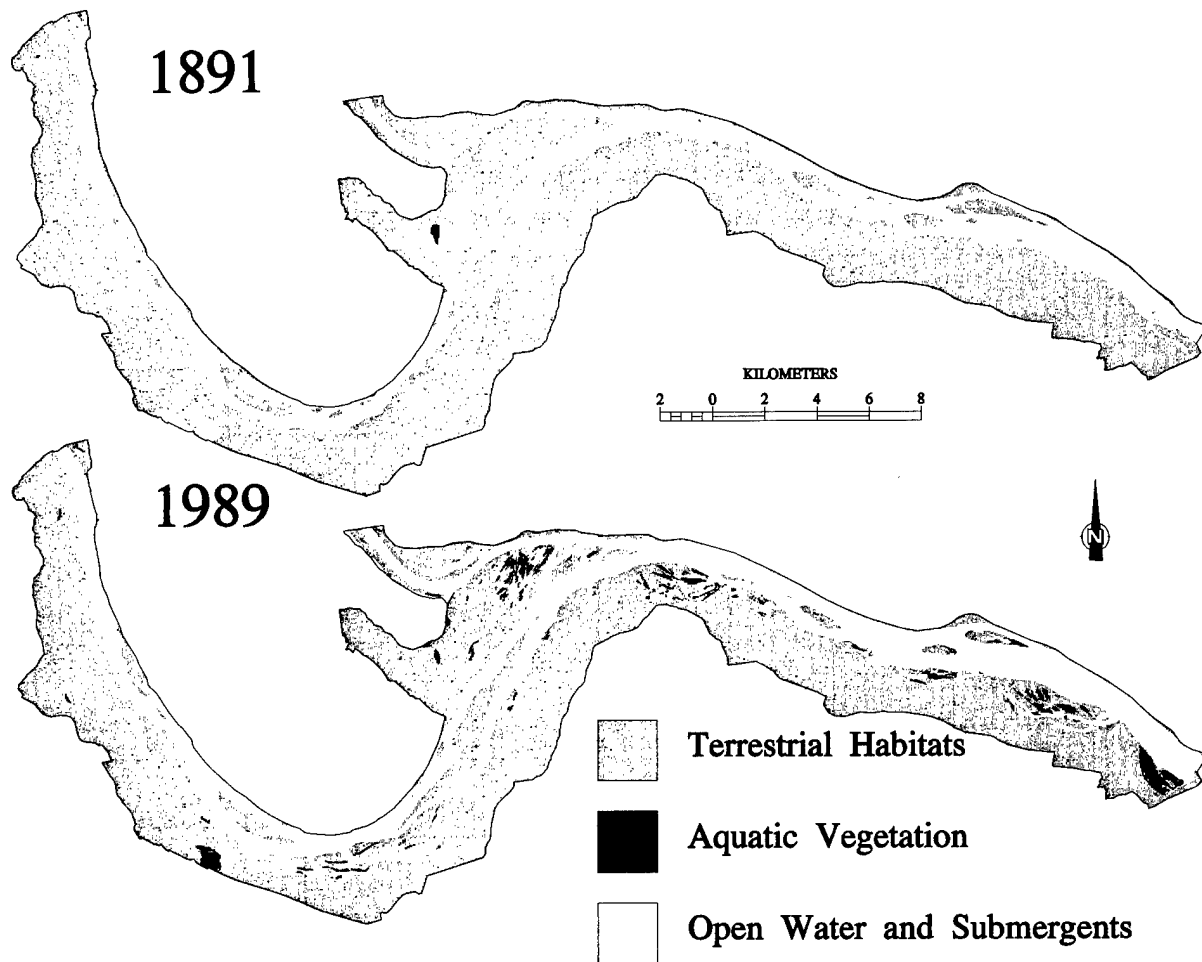 1891
KILOMETERS
2 0 2 4 6 8
1989
N
Terrestrial Habitats
Aquatic Vegetation
Open Water and Submergents